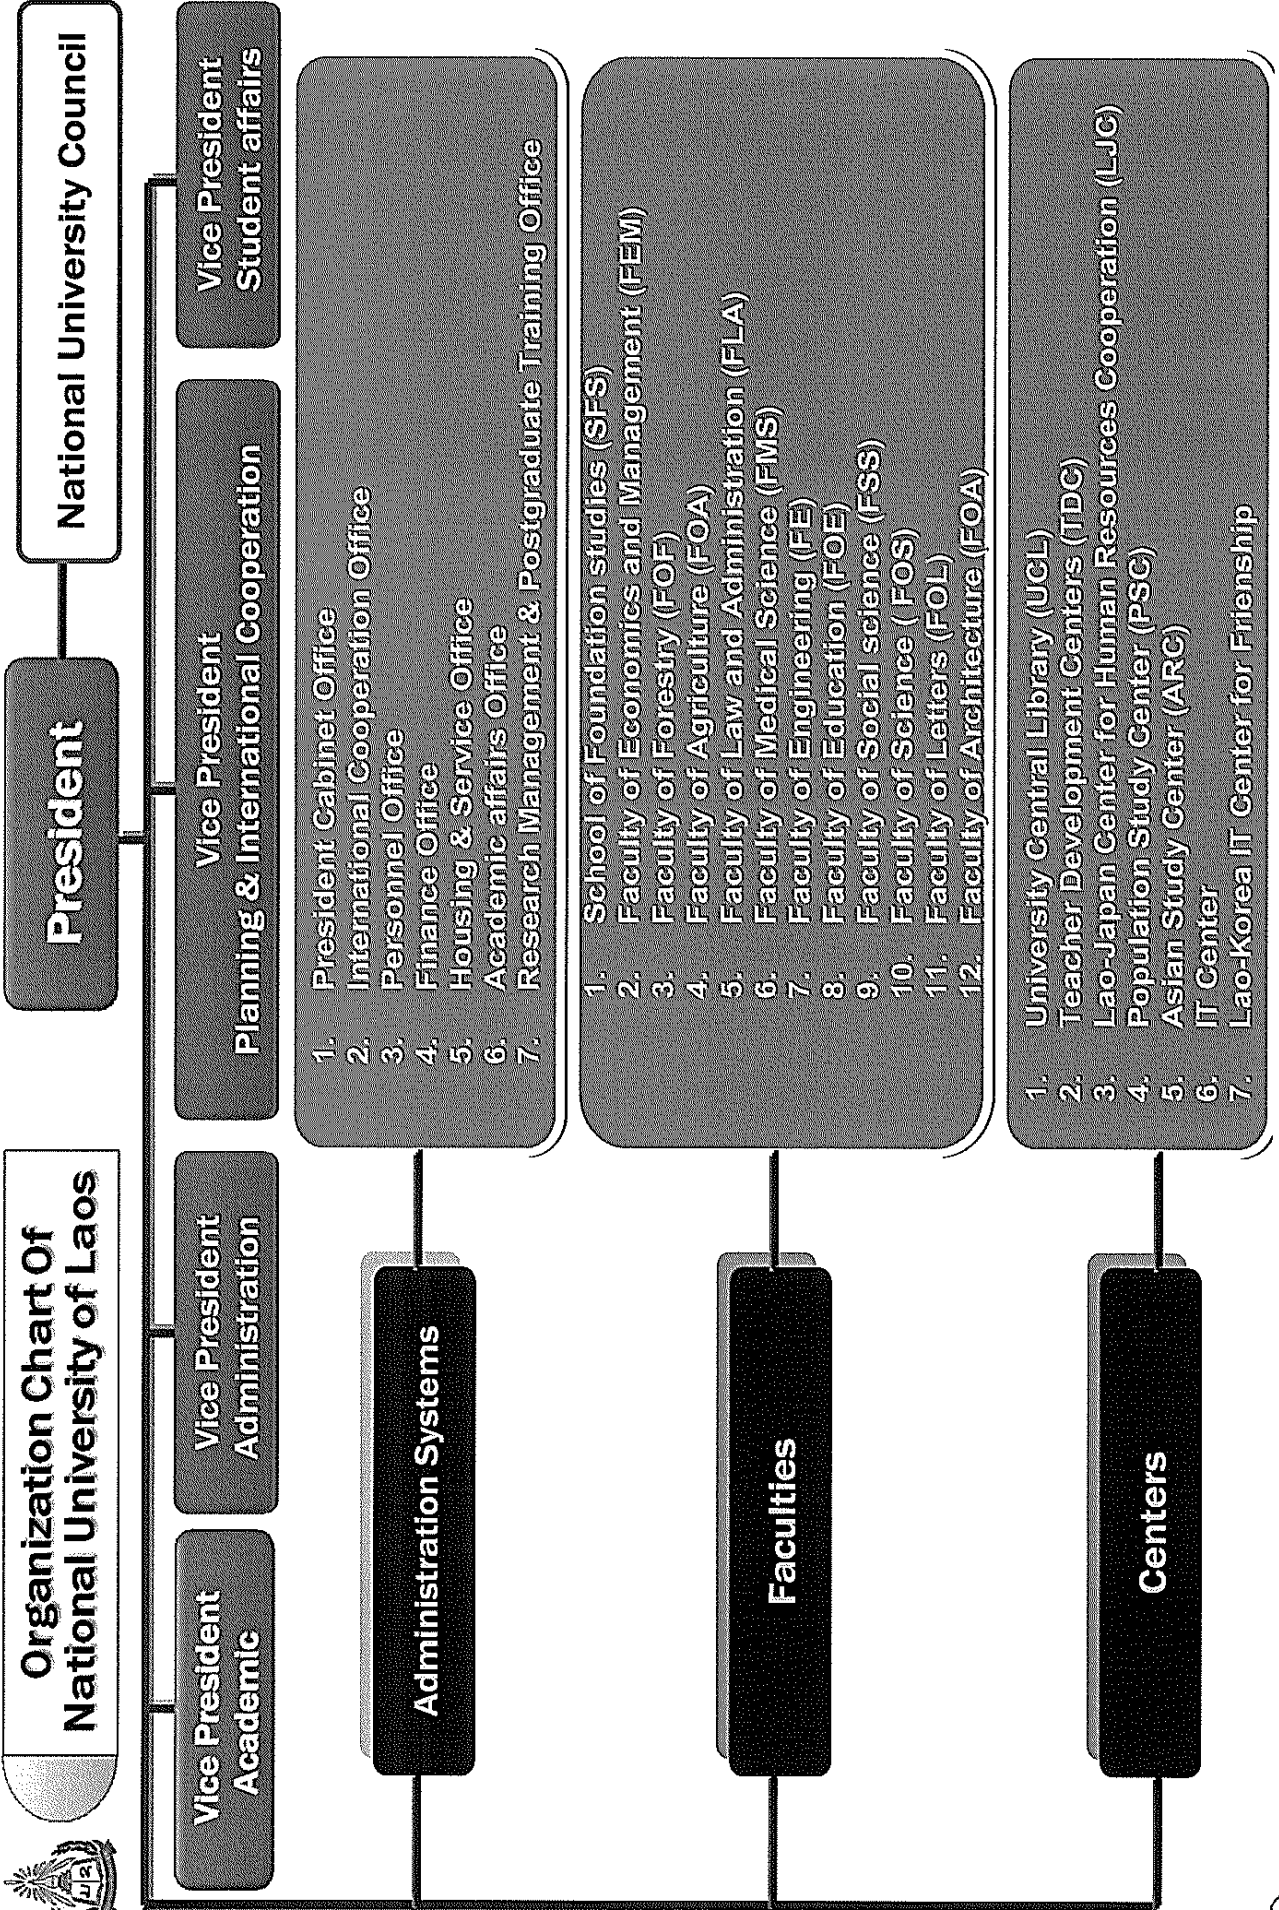 Organization Chart Of
National University of Laos
President
National University Council
Vice President
Academic
Vice President
Administration
Vice President
Planning & International Cooperation
Vice President
Student affairs
Administration Systems
1. President Cabinet Office
2. International Cooperation Office
3. Personnel Office
4. Finance Office
5. Housing & Service Office
6. Academic affairs Office
7. Research Management & Postgraduate Training Office
Faculties
1. School of Foundation studies (SFS)
2. Faculty of Economics and Management (FEM)
3. Faculty of Forestry (FOF)
4. Faculty of Agriculture (FOA)
5. Faculty of Law and Administration (FLA)
6. Faculty of Medical Science (FMS)
7. Faculty of Engineering (FE)
8. Faculty of Education (FOE)
9. Faculty of Social science (FSS)
10. Faculty of Science ( FOS)
11. Faculty of Letters (FOL)
12. Faculty of Architecture (FOA)
Centers
1. University Central Library (UCL)
2. Teacher Development Centers (TDC)
3. Lao-Japan Center for Human Resources Cooperation (LJC)
4. Population Study Center (PSC)
5. Asian Study Center (ARC)
6. IT Center
7. Lao-Korea IT Center for Frienship